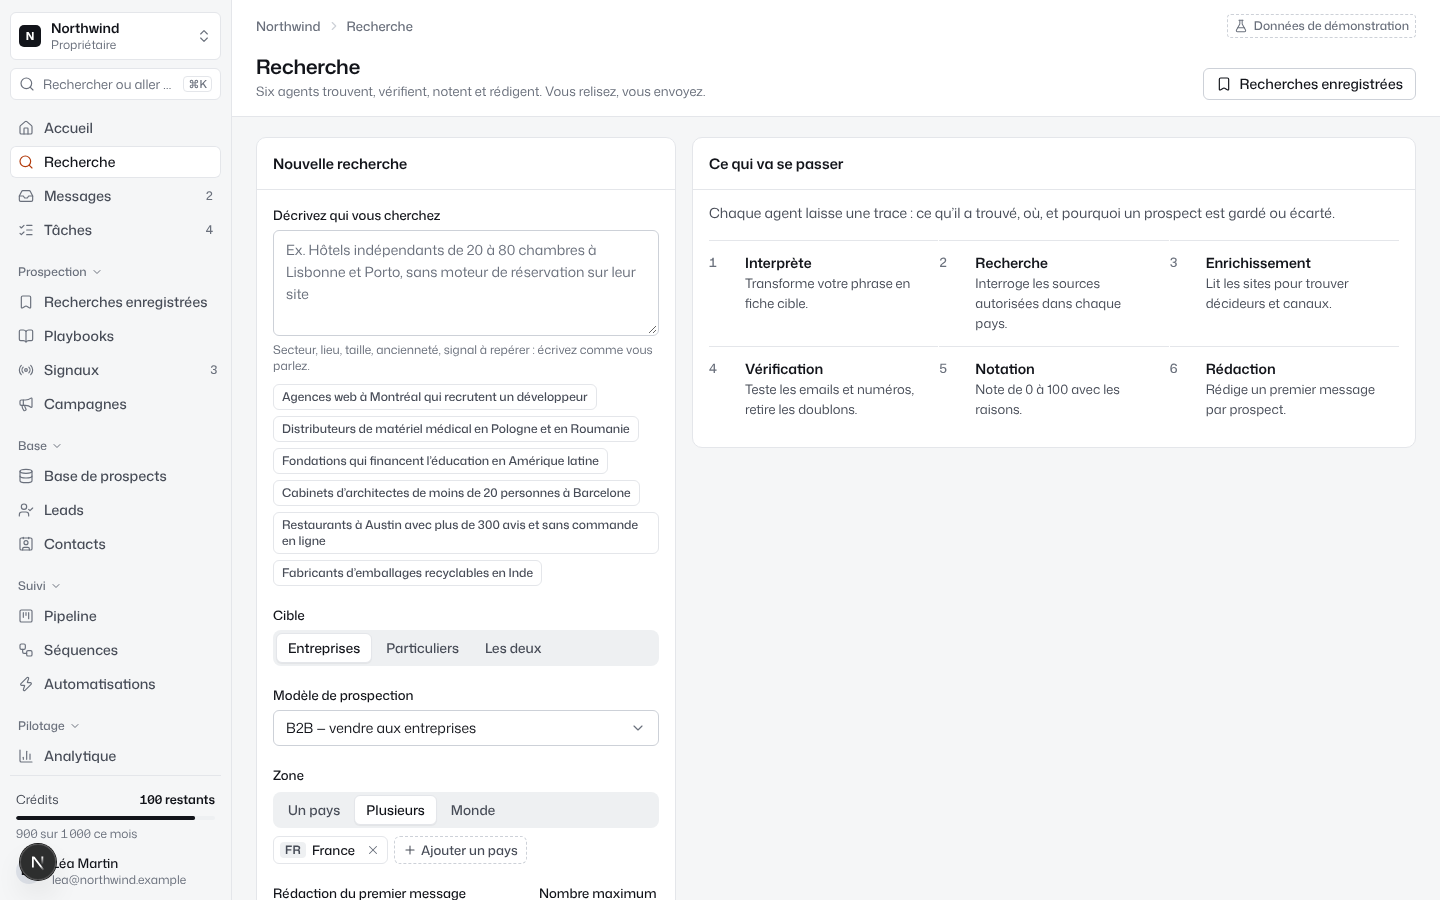 N
Northwind
Propriétaire
Rechercher ou aller ...
⌘K
Accueil
Recherche
Messages
2
Tâches
4
Prospection
Recherches enregistrées
Playbooks
Signaux
3
Campagnes
Base
Base de prospects
Leads
Contacts
Suivi
Pipeline
Séquences
Automatisations
Pilotage
Analytique
Crédits
100 restants
900 sur 1 000 ce mois
N
Léa Martin
lea@northwind.example
Northwind
Recherche
Données de démonstration
Recherche
Six agents trouvent, vérifient, notent et rédigent. Vous relisez, vous envoyez.
Recherches enregistrées
Nouvelle recherche
Décrivez qui vous cherchez
Ex. Hôtels indépendants de 20 à 80 chambres à
Lisbonne et Porto, sans moteur de réservation sur leur
site
Secteur, lieu, taille, ancienneté, signal à repérer : écrivez comme vous
parlez.
Agences web à Montréal qui recrutent un développeur
Distributeurs de matériel médical en Pologne et en Roumanie
Fondations qui financent l’éducation en Amérique latine
Cabinets d’architectes de moins de 20 personnes à Barcelone
Restaurants à Austin avec plus de 300 avis et sans commande
en ligne
Fabricants d’emballages recyclables en Inde
Cible
Entreprises
Particuliers
Les deux
Modèle de prospection
B2B – vendre aux entreprises
Zone
Un pays
Plusieurs
Monde
FR France
Ajouter un pays
Rédaction du premier message
Nombre maximum
Ce qui va se passer
Chaque agent laisse une trace : ce qu’il a trouvé, où, et pourquoi un prospect est gardé ou écarté.
1
Interprète
Transforme votre phrase en
fiche cible.
2
Recherche
Interroge les sources
autorisées dans chaque
pays.
3
Enrichissement
Lit les sites pour trouver
décideurs et canaux.
4
Vérification
Teste les emails et numéros,
retire les doublons.
5
Notation
Note de 0 à 100 avec les
raisons.
6
Rédaction
Rédige un premier message
par prospect.